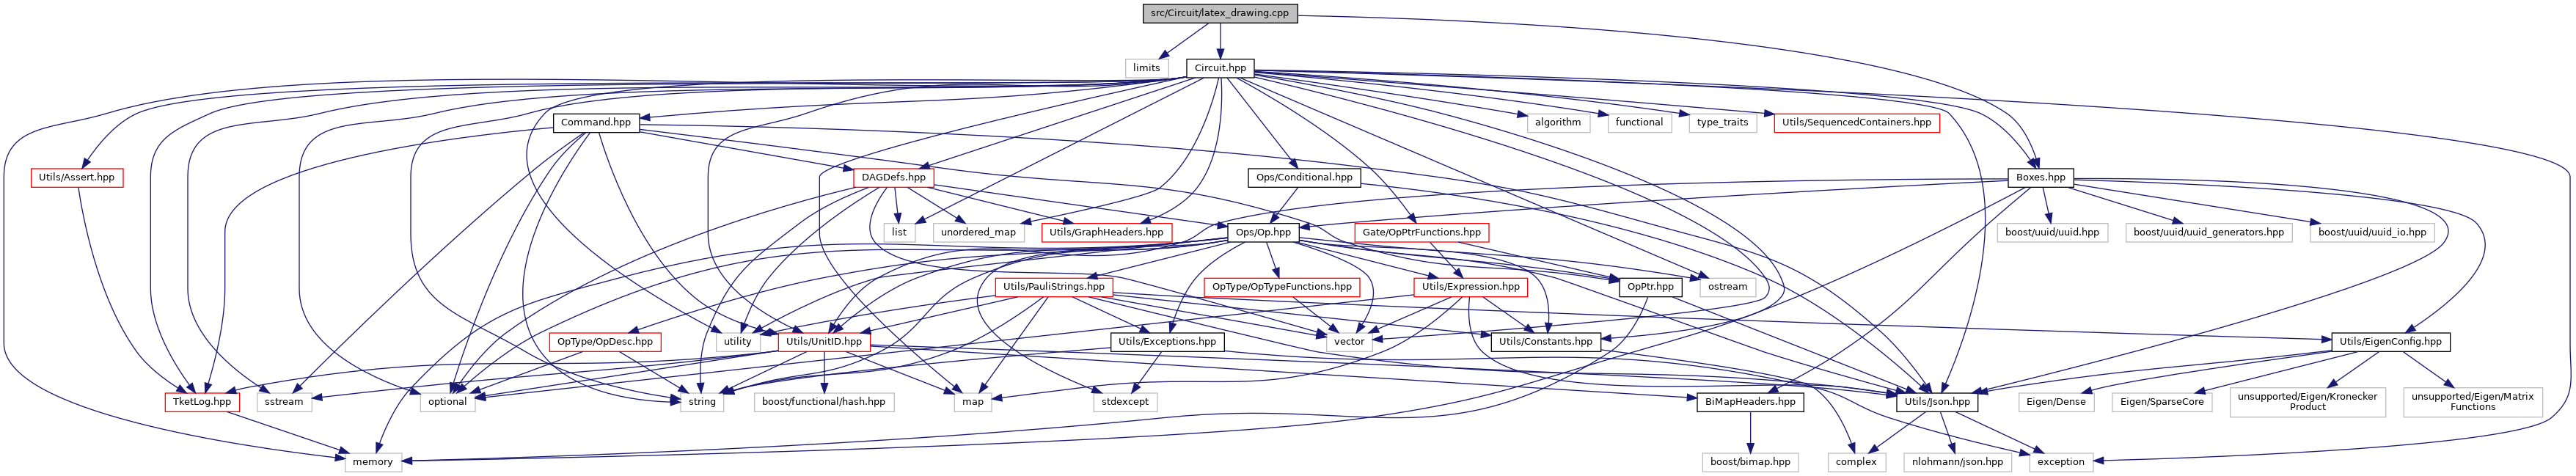 src/Circuit/latex_drawing.cpp
limits
Circuit.hpp
Command.hpp
algorithm
functional
type_traits
Utils/SequencedContainers.hpp
Utils/Assert.hpp
DAGDefs.hpp
Ops/Conditional.hpp
Boxes.hpp
list
unordered_map
Utils/GraphHeaders.hpp
Ops/Op.hpp
Gate/OpPtrFunctions.hpp
boost/uuid/uuid.hpp
boost/uuid/uuid_generators.hpp
boost/uuid/uuid_io.hpp
Utils/PauliStrings.hpp
OpType/OpTypeFunctions.hpp
Utils/Expression.hpp
OpPtr.hpp
ostream
OpType/OpDesc.hpp
utility
Utils/UnitID.hpp
Utils/Exceptions.hpp
vector
Utils/Constants.hpp
Utils/EigenConfig.hpp
TketLog.hpp
sstream
optional
string
boost/functional/hash.hpp
map
stdexcept
BiMapHeaders.hpp
Utils/Json.hpp
Eigen/Dense
Eigen/SparseCore
unsupported/Eigen/Kronecker
Product
unsupported/Eigen/Matrix
Functions
memory
boost/bimap.hpp
complex
nlohmann/json.hpp
exception